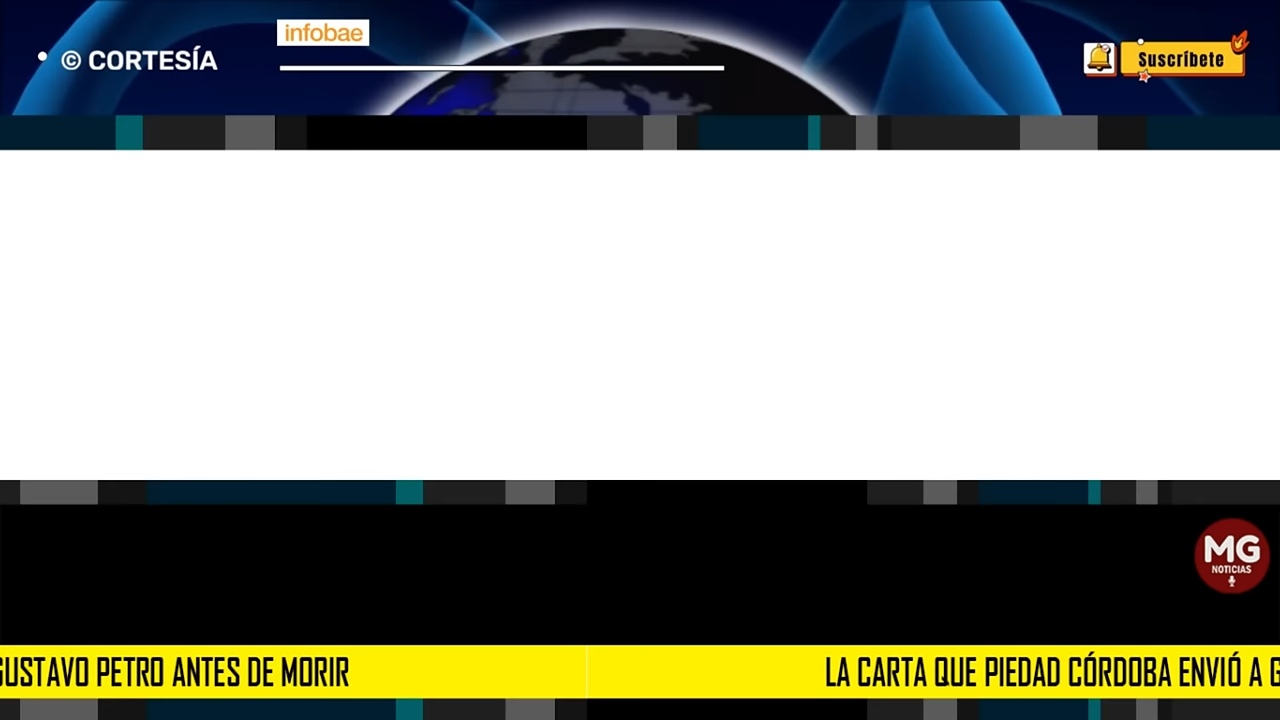 infobae
© CORTESÍA
Suscríbete
MG
NOTICIAS
GUSTAVO PETRO ANTES DE MORIR
LA CARTA QUE PIEDAD CÓRDOBA ENVIÓ A G